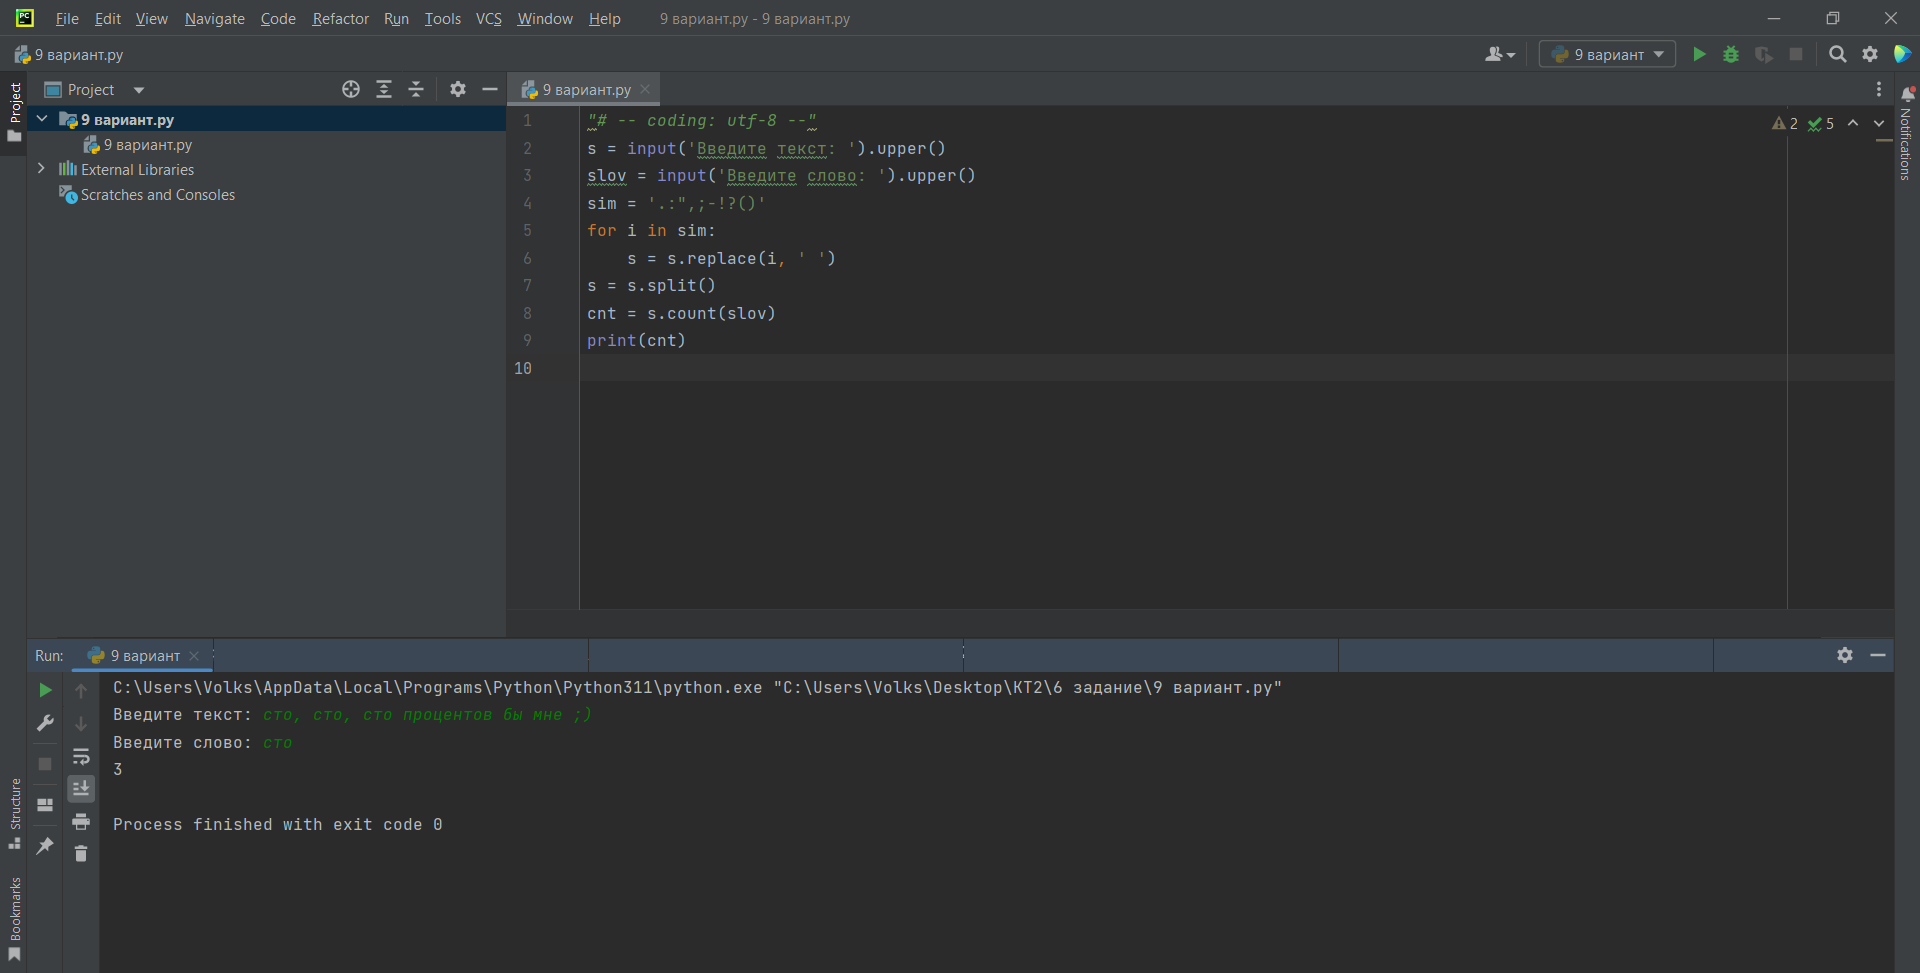 PC
File Edit View Navigate Code Refactor Run Tools VCS Window Help 9 вариант.py - 9 вариант.py
9 вариант.py
9 вариант
Project
Project
9 вариант.py
9 вариант.py
External Libraries
Scratches and Consoles
9 вариант.py
2 5
Notifications
1 "# -- coding: utf-8 --"
2 s = input('Введите текст: ').upper()
3 slov = input('Введите слово: ').upper()
4 sim = '.:",;-!?()'
5 for i in sim:
6 s = s.replace(i, ' ')
7 s = s.split()
8 cnt = s.count(slov)
9 print(cnt)
10
Run: 9 вариант
C:\Users\Volks\AppData\Local\Programs\Python\Python311\python.exe "C:\Users\Volks\Desktop\КТ2\6 задание\9 вариант.py"
Введите текст: сто, сто, сто процентов бы мне ;)
Введите слово: сто
3
Process finished with exit code 0
Structure
Bookmarks